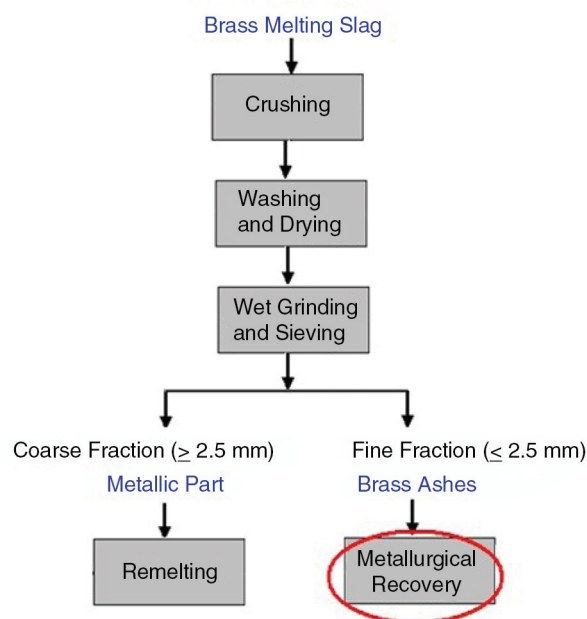 Brass Melting Slag
Crushing
Washing
and Drying
Wet Grinding
and Sieving
Coarse Fraction (≥ 2.5 mm)
Metallic Part
Remelting
Fine Fraction (≤ 2.5 mm)
Brass Ashes
Metallurgical
Recovery